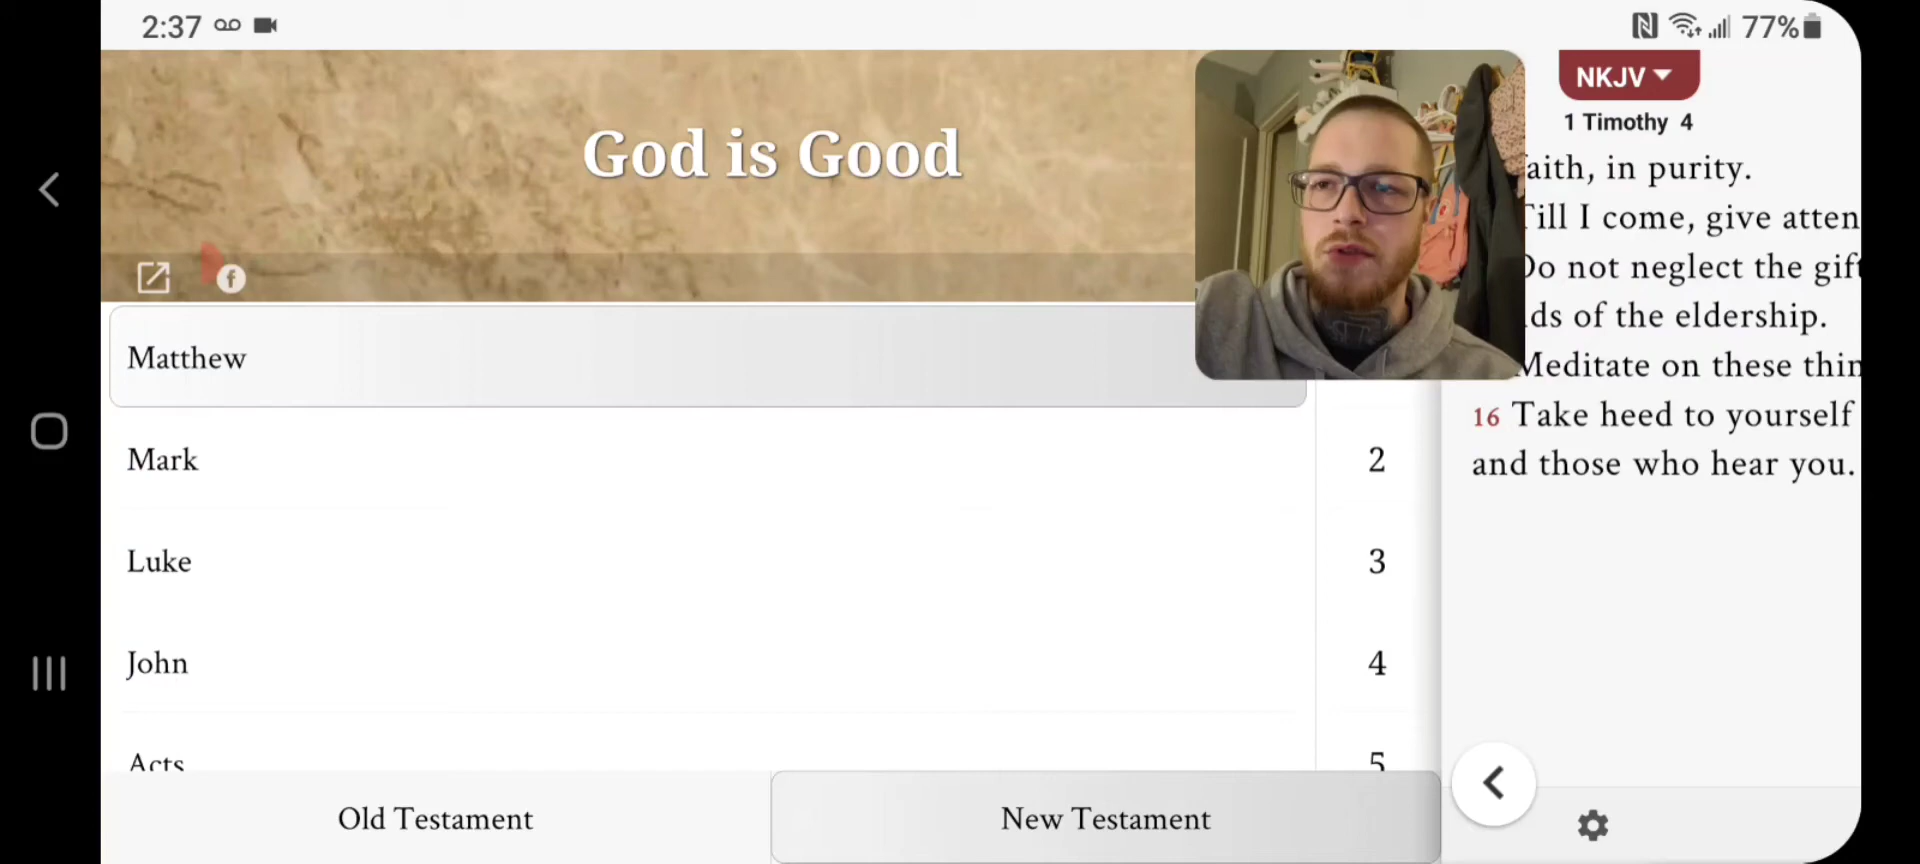 2:37
77%
God is Good
NKJV
1 Timothy 4
aith, in purity.
ill I come, give atten
Do not neglect the gif
ds of the eldership.
Meditate on these thin
16 Take heed to yourself
and those who hear you.
Matthew
Mark
2
Luke
3
John
4
Acts
5
Old Testament
New Testament